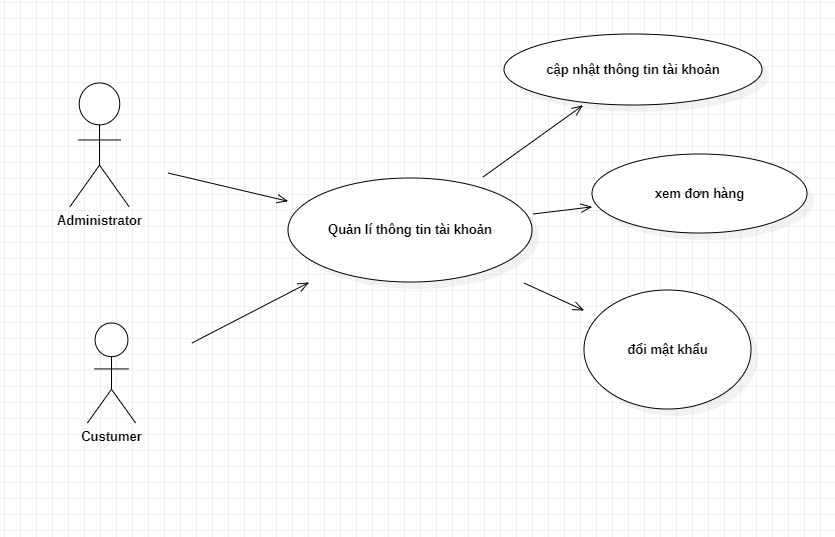 cập nhật thông tin tài khoản
xem đơn hàng
Administrator
Quản lí thông tin tài khoản
đổi mật khẩu
Custumer